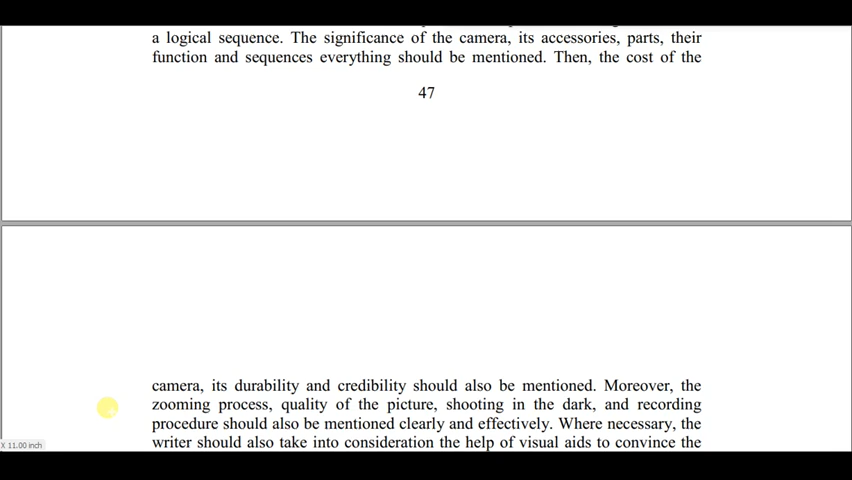 a logical sequence. The significance of the camera, its accessories, parts, their
function and sequences everything should be mentioned. Then, the cost of the
47
camera, its durability and credibility should also be mentioned. Moreover, the
zooming process, quality of the picture, shooting in the dark, and recording
procedure should also be mentioned clearly and effectively. Where necessary, the
writer should also take into consideration the help of visual aids to convince the
X 11.00 inch